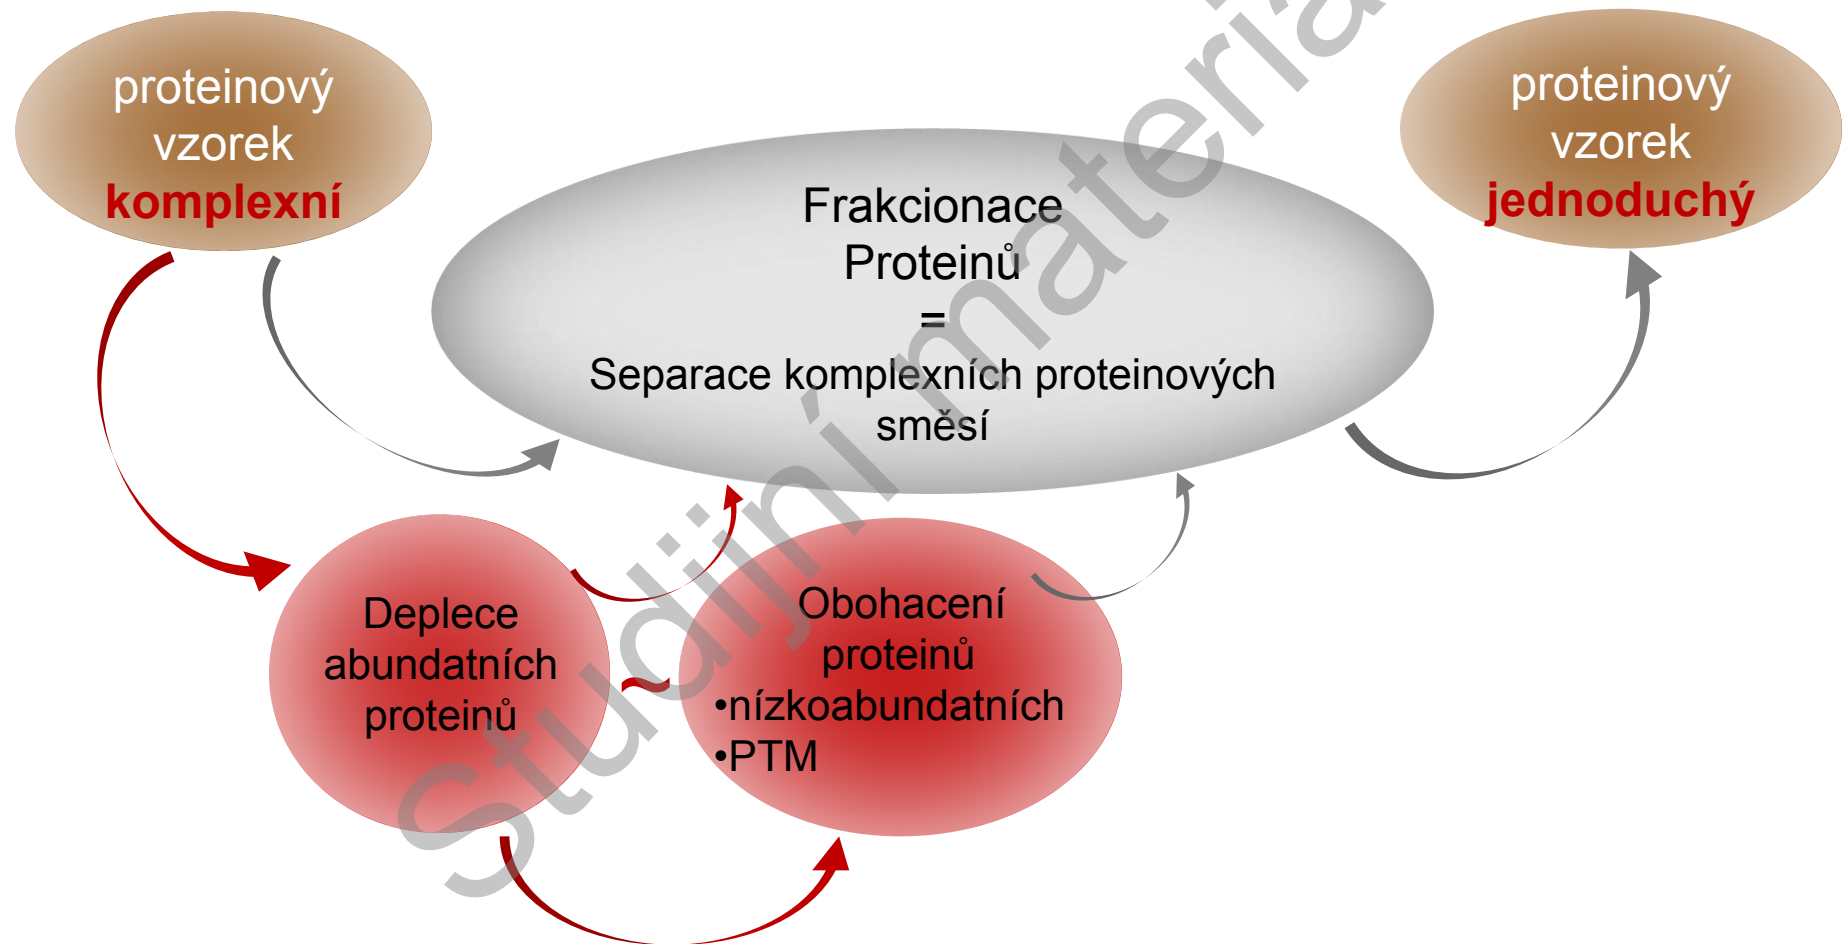 proteinový
vzorek
komplexní
Frakcionace
Proteinů
=
Separace komplexních proteinových
směsí
proteinový
vzorek
jednoduchý
Deplece
abundatních
proteinů
~
Obohacení
proteinů
•nízkoabundatních
•PTM
Studijní materiá